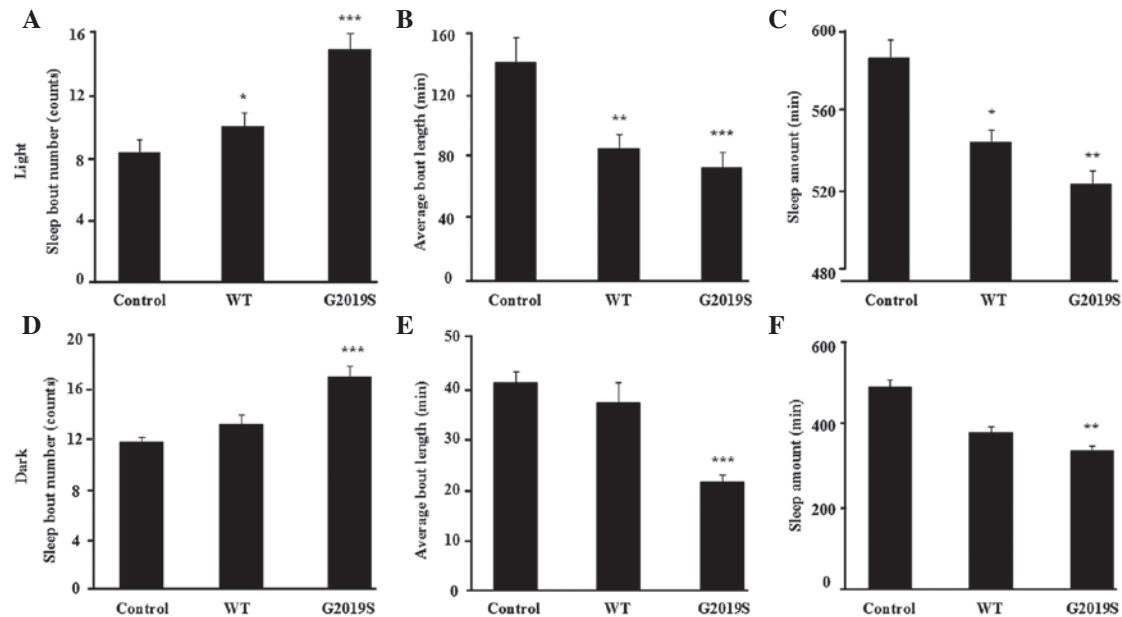 A
Light
Sleep bout number (counts)
16
12
8
4
0
*
***
Control WT G2019S
B
Average bout length (min)
160
120
80
40
0
**
***
Control WT G2019S
C
Sleep amount (min)
600
560
520
480
*
**
Control WT G2019S
D
Dark
Sleep bout number (counts)
20
16
12
8
4
0
***
Control WT G2019S
E
Average bout length (min)
50
40
30
20
10
0
***
Control WT G2019S
F
Sleep amount (min)
600
400
200
0
**
Control WT G2019S